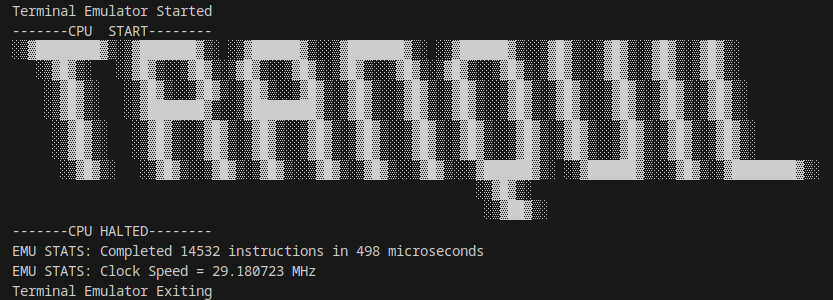 Terminal Emulator Started
-------CPU  START--------
TRANQUIL
-------CPU HALTED--------
EMU STATS: Completed 14532 instructions in 498 microseconds
EMU STATS: Clock Speed = 29.180723 MHz
Terminal Emulator Exiting